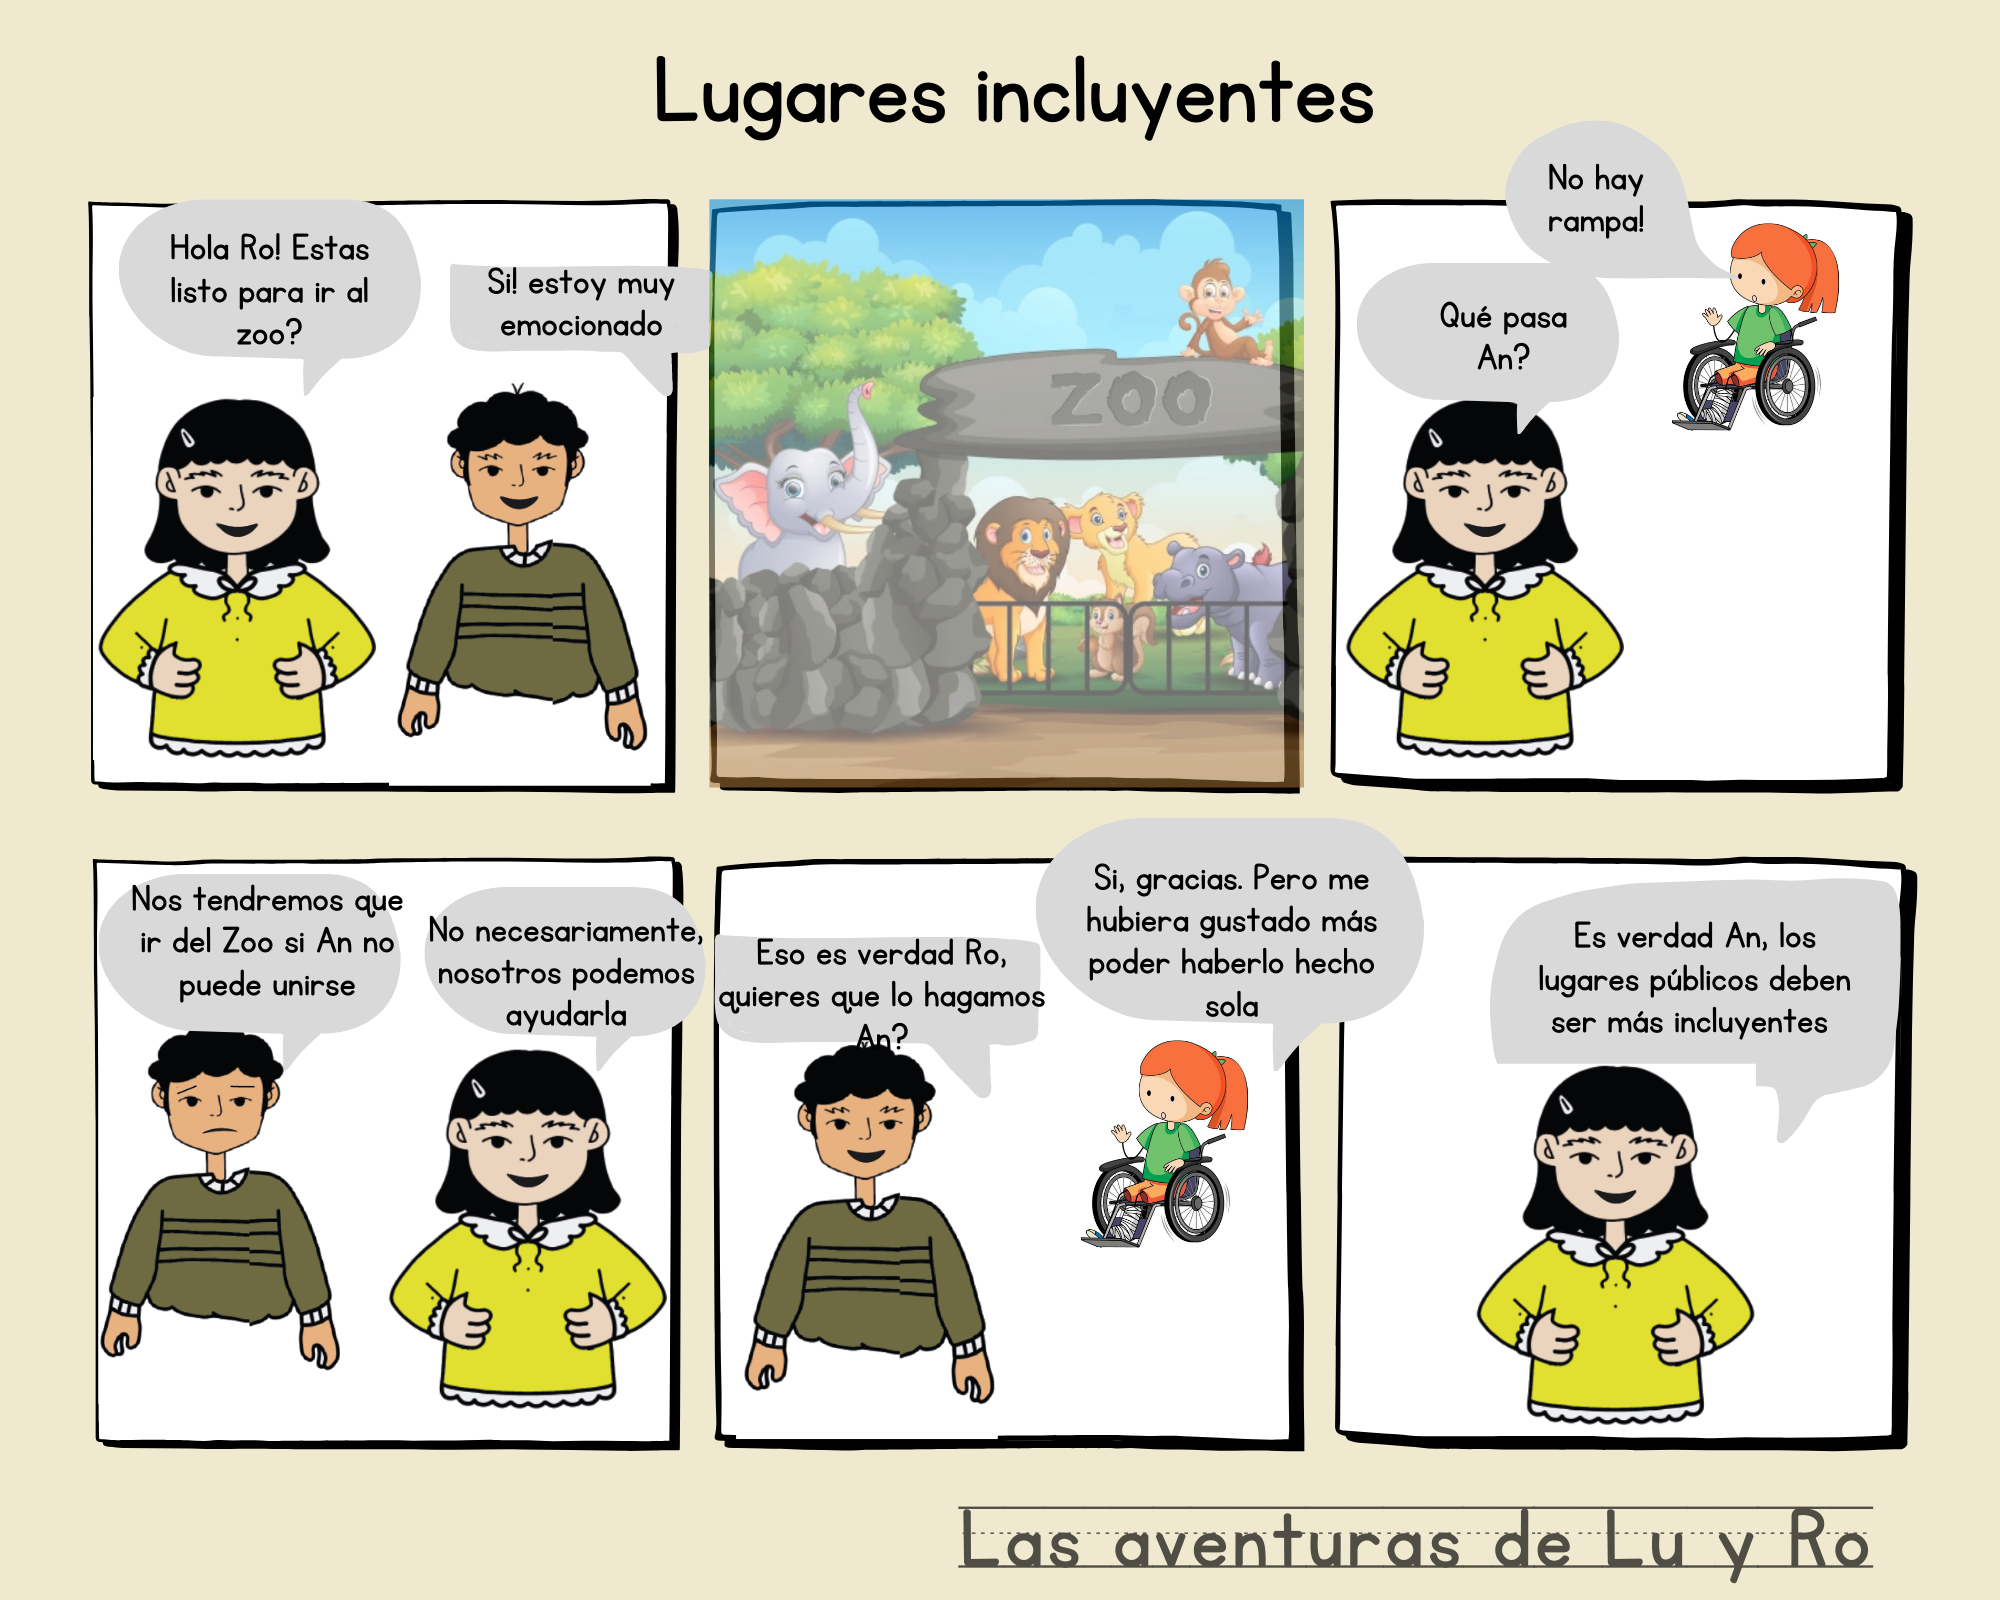 Lugares incluyentes
Hola Ro! Estas
listo para ir al
zoo?
Si! estoy muy
emocionado
ZOO
No hay
rampa!
Qué pasa
An?
Nos tendremos que
ir del Zoo si An no
puede unirse
No necesariamente,
nosotros podemos
ayudarla
Eso es verdad Ro,
quieres que lo hagamos
An?
Si, gracias. Pero me
hubiera gustado más
poder haberlo hecho
sola
Es verdad An, los
lugares públicos deben
ser más incluyentes
Las aventuras de Lu y Ro